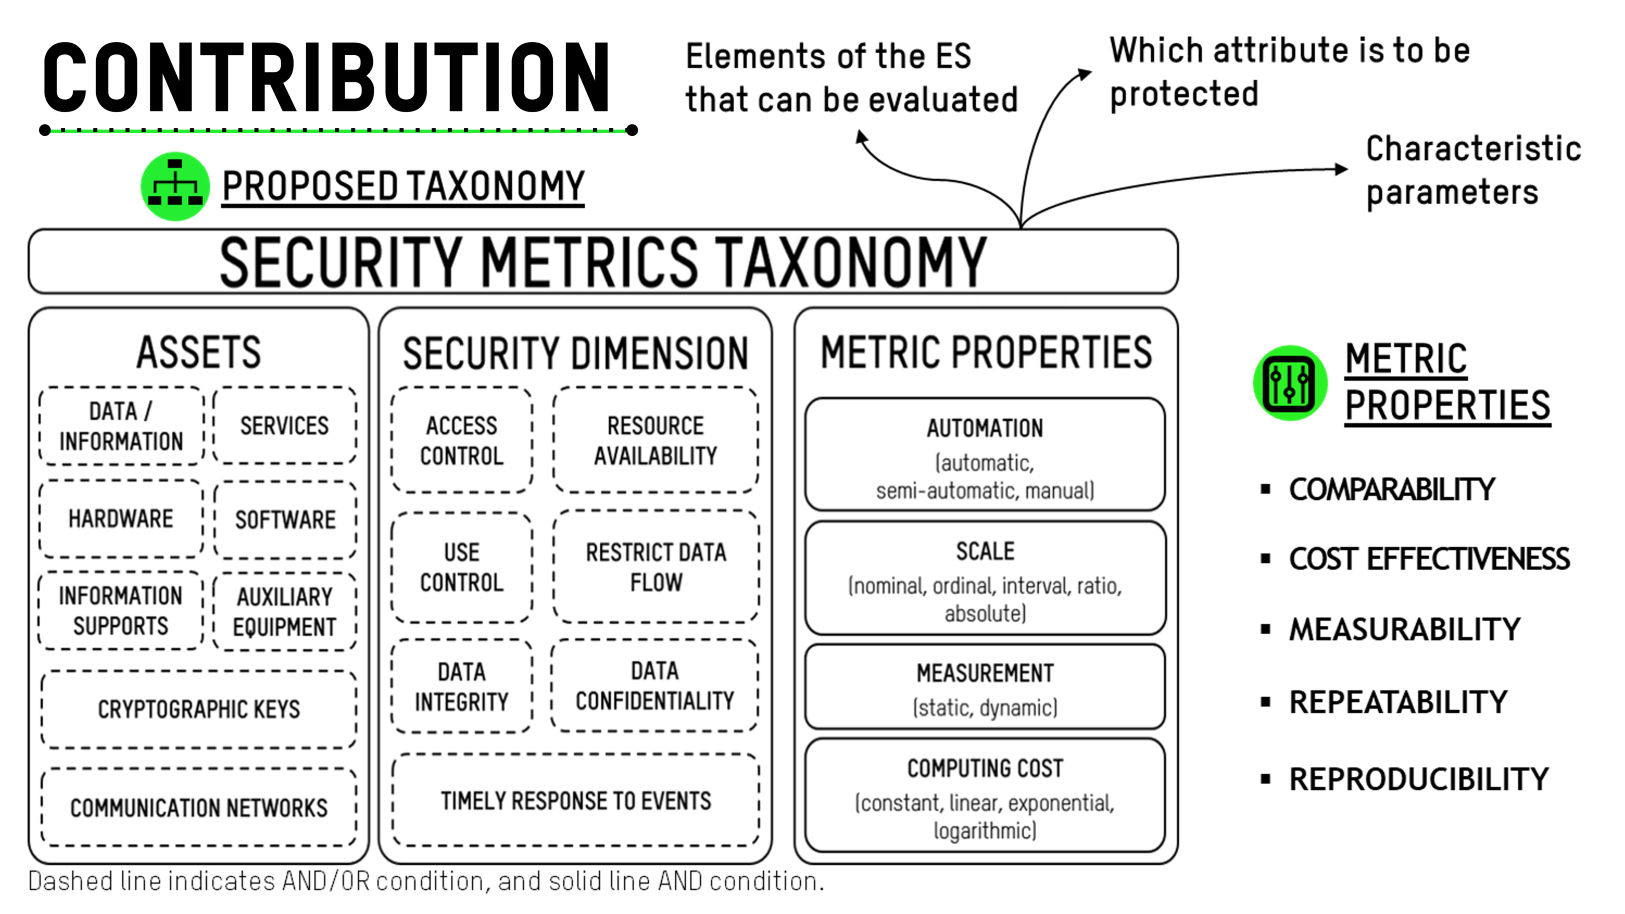 CONTRIBUTION
Elements of the ES
that can be evaluated
Which attribute is to be
protected
Characteristic
parameters
PROPOSED TAXONOMY
SECURITY METRICS TAXONOMY
ASSETS
DATA /
INFORMATION
SERVICES
HARDWARE
SOFTWARE
INFORMATION
SUPPORTS
AUXILIARY
EQUIPMENT
CRYPTOGRAPHIC KEYS
COMMUNICATION NETWORKS
SECURITY DIMENSION
ACCESS
CONTROL
RESOURCE
AVAILABILITY
USE
CONTROL
RESTRICT DATA
FLOW
DATA
INTEGRITY
DATA
CONFIDENTIALITY
TIMELY RESPONSE TO EVENTS
METRIC PROPERTIES
AUTOMATION
(automatic,
semi-automatic, manual)
SCALE
(nominal, ordinal, interval, ratio,
absolute)
MEASUREMENT
(static, dynamic)
COMPUTING COST
(constant, linear, exponential,
logarithmic)
METRIC
PROPERTIES
▪ COMPARABILITY
▪ COST EFFECTIVENESS
▪ MEASURABILITY
▪ REPEATABILITY
▪ REPRODUCIBILITY
Dashed line indicates AND/OR condition, and solid line AND condition.